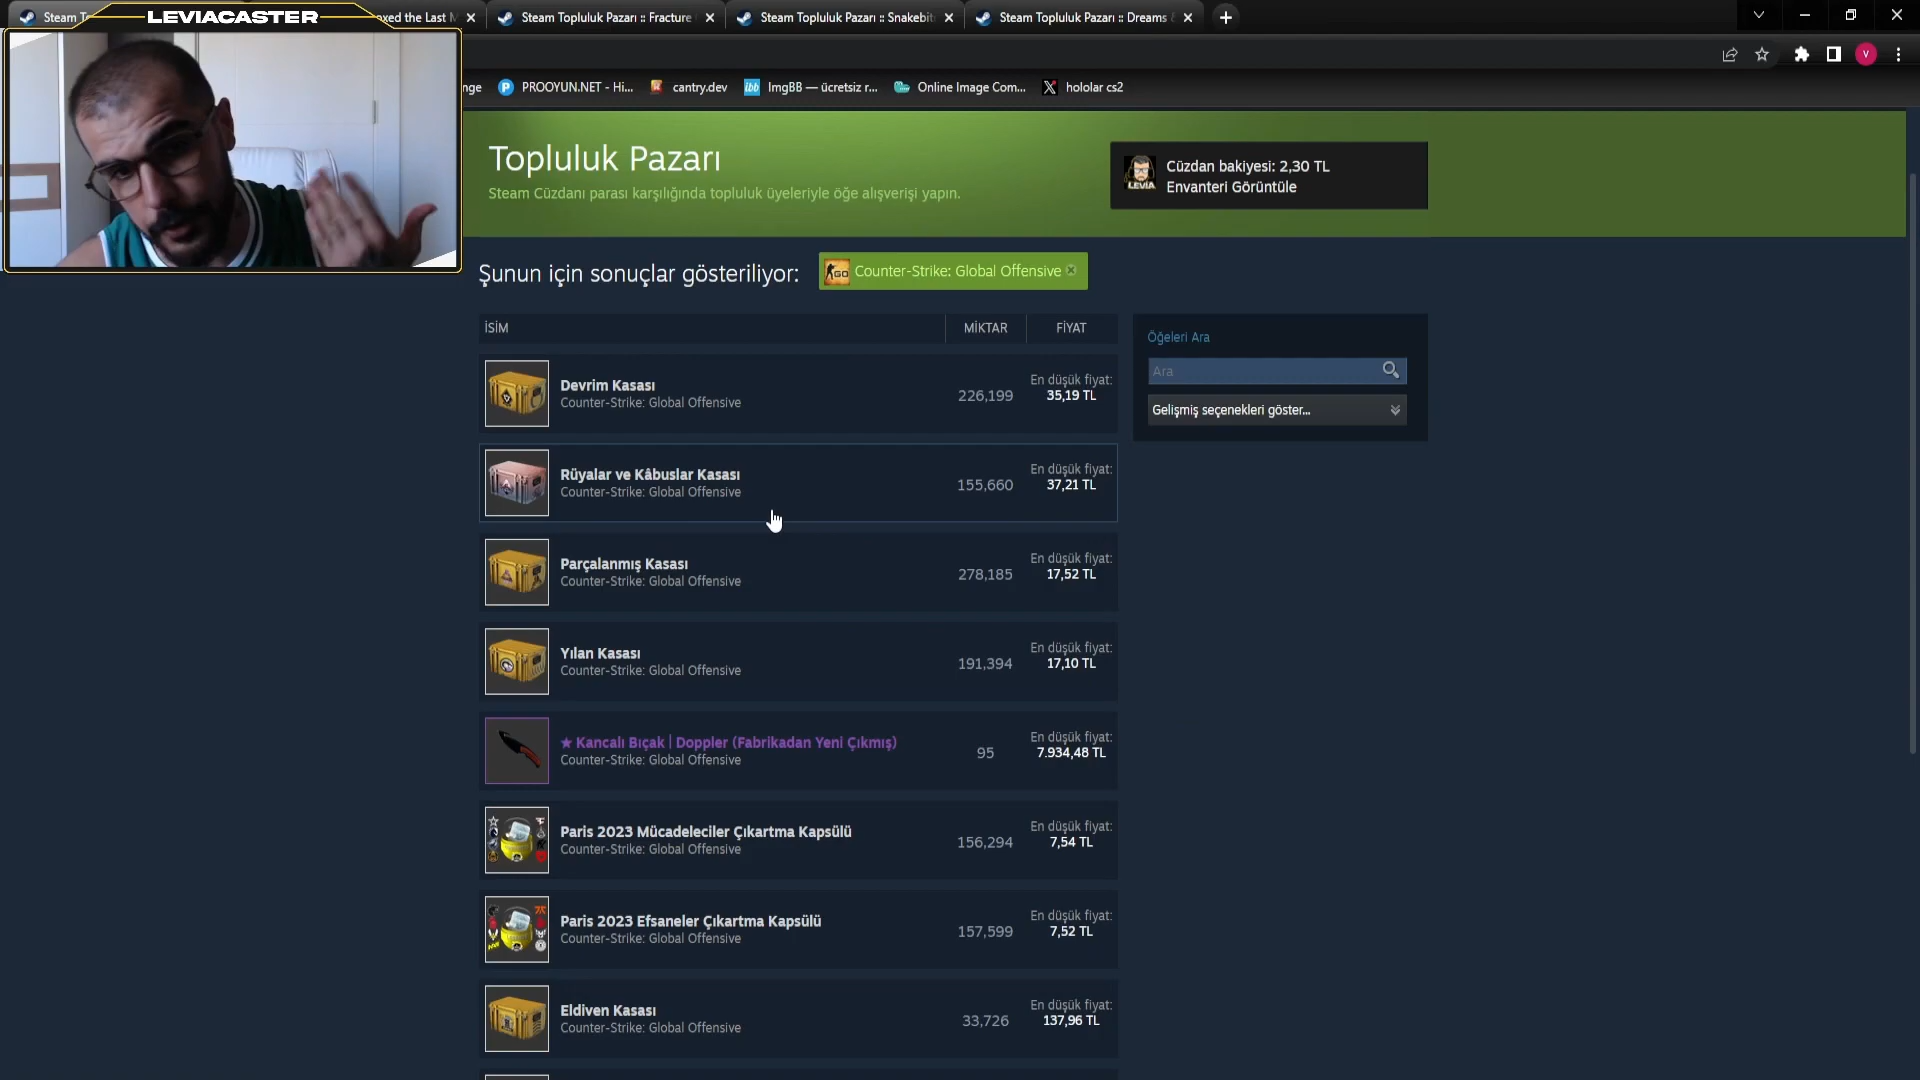 LEVIACASTER
Steam T
oxed the Last M
Steam Topluluk Pazarı :: Fracture
Steam Topluluk Pazarı :: Snakebit
Steam Topluluk Pazarı :: Dreams
V
nge
PROOYUN.NET - Hi...
cantry.dev
ImgBB — ücretsiz r...
Online Image Com...
hololar cs2
Topluluk Pazarı
Steam Cüzdanı parası karşılığında topluluk üyeleriyle öğe alışverişi yapın.
LEVIA
Cüzdan bakiyesi: 2,30 TL
Envanteri Görüntüle
Şunun için sonuçlar gösteriliyor:
GO
Counter-Strike: Global Offensive
İSİM
MİKTAR
FİYAT
Devrim Kasası
Counter-Strike: Global Offensive
226,199
En düşük fiyat:
35,19 TL
Rüyalar ve Kâbuslar Kasası
Counter-Strike: Global Offensive
155,660
En düşük fiyat:
37,21 TL
Parçalanmış Kasası
Counter-Strike: Global Offensive
278,185
En düşük fiyat:
17,52 TL
Yılan Kasası
Counter-Strike: Global Offensive
191,394
En düşük fiyat:
17,10 TL
★ Kancalı Bıçak | Doppler (Fabrikadan Yeni Çıkmış)
Counter-Strike: Global Offensive
95
En düşük fiyat:
7.934,48 TL
Paris 2023 Mücadeleciler Çıkartma Kapsülü
Counter-Strike: Global Offensive
156,294
En düşük fiyat:
7,54 TL
Paris 2023 Efsaneler Çıkartma Kapsülü
Counter-Strike: Global Offensive
157,599
En düşük fiyat:
7,52 TL
Eldiven Kasası
Counter-Strike: Global Offensive
33,726
En düşük fiyat:
137,96 TL
Öğeleri Ara
Ara
Gelişmiş seçenekleri göster...